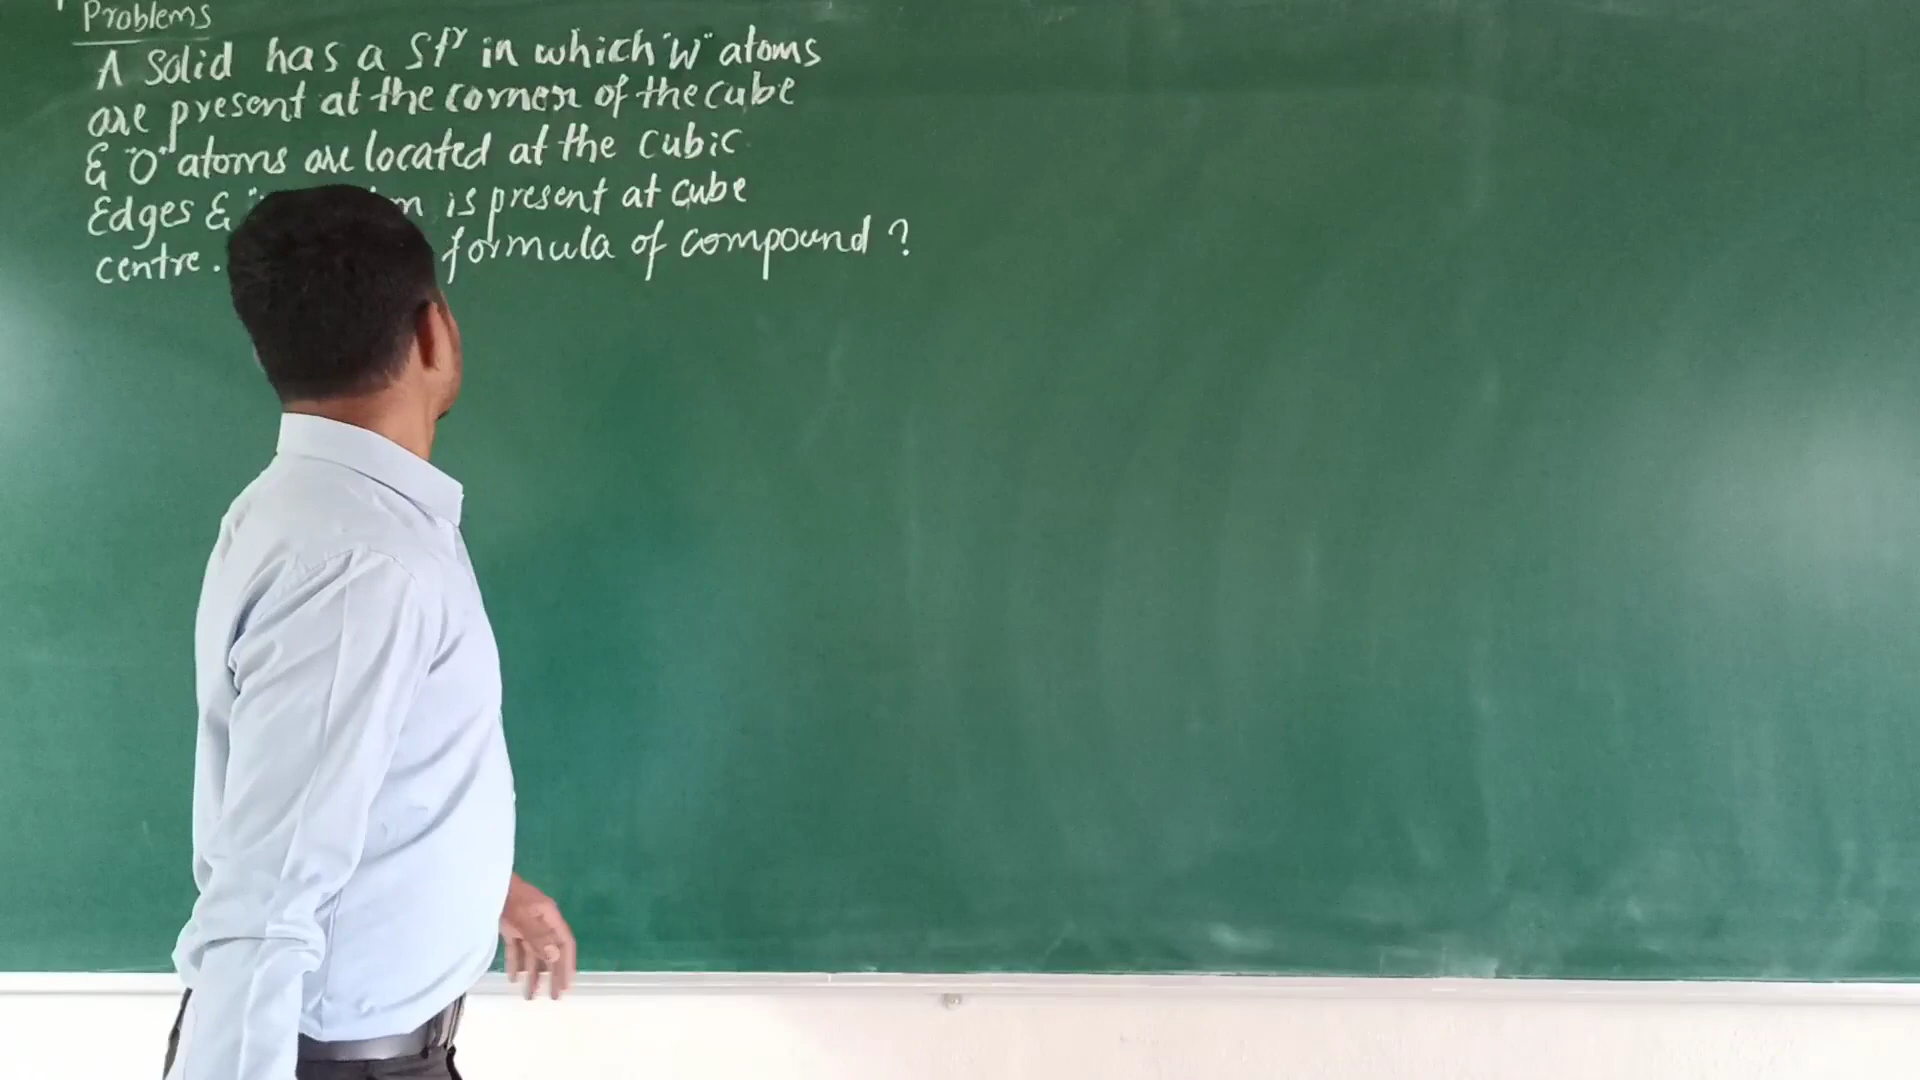 Problems
A Solid has a Str in which "W" atoms
are present at the corner of the cube
& "O" atoms are located at the cubic
Edges & is present at cube
centre. formula of compound ?